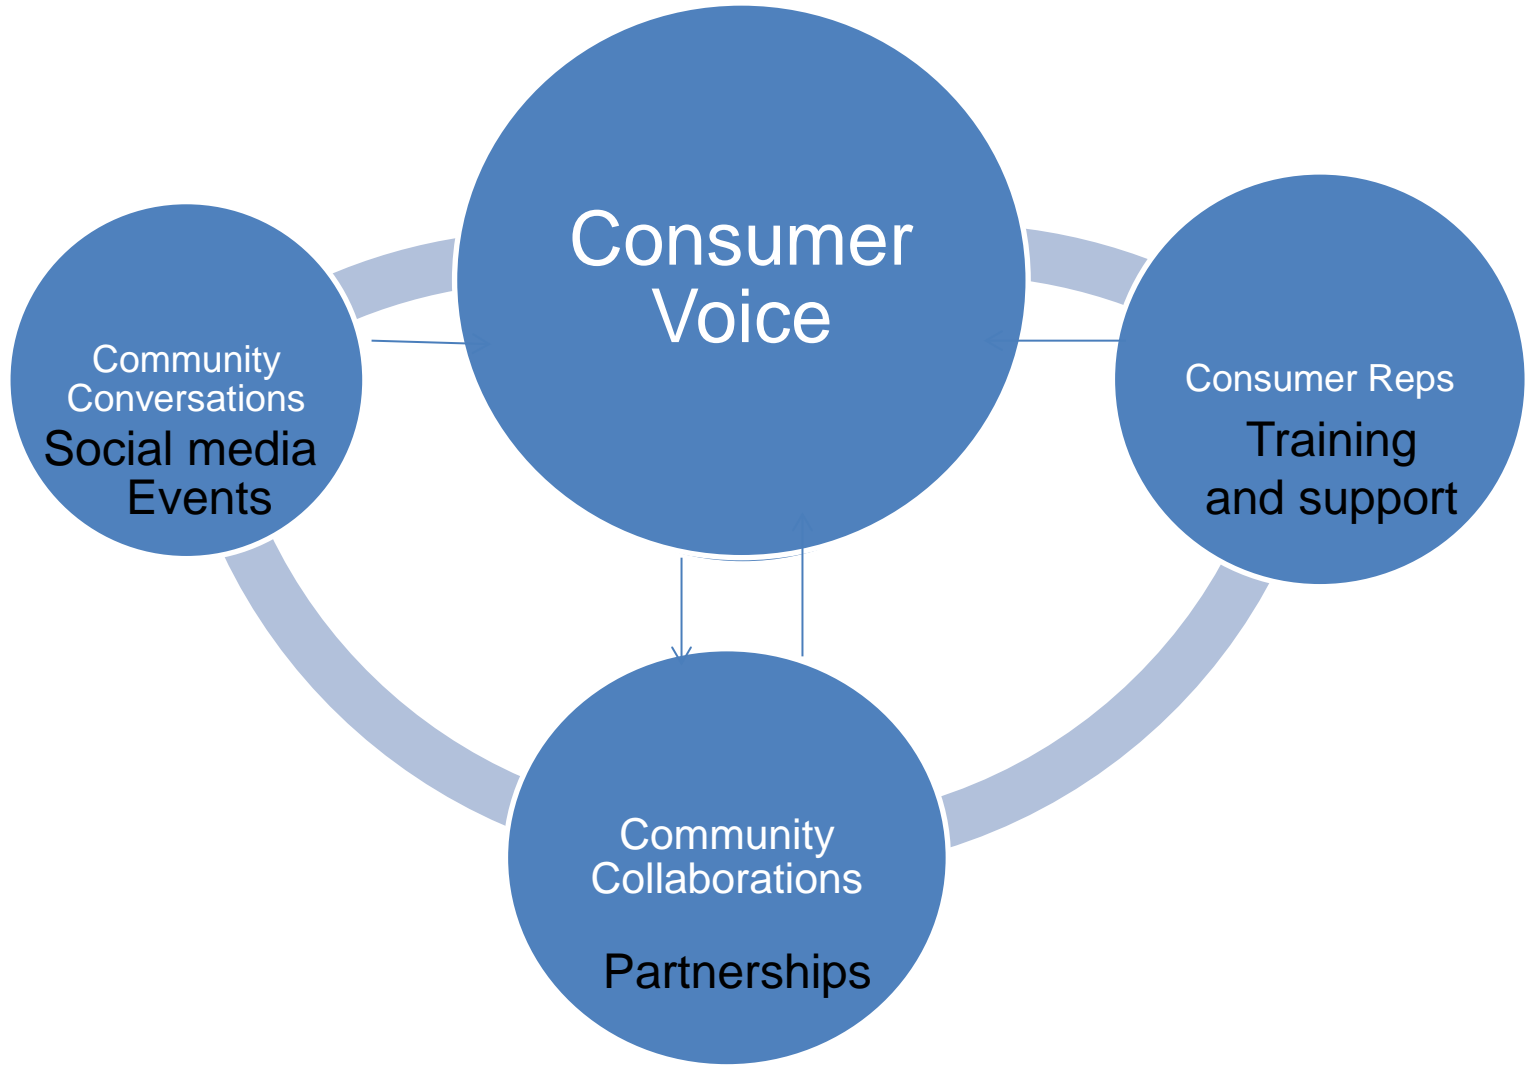 Consumer
Voice
Community
Conversations
Social media
Events
Consumer Reps
Training
and support
Community
Collaborations
Partnerships